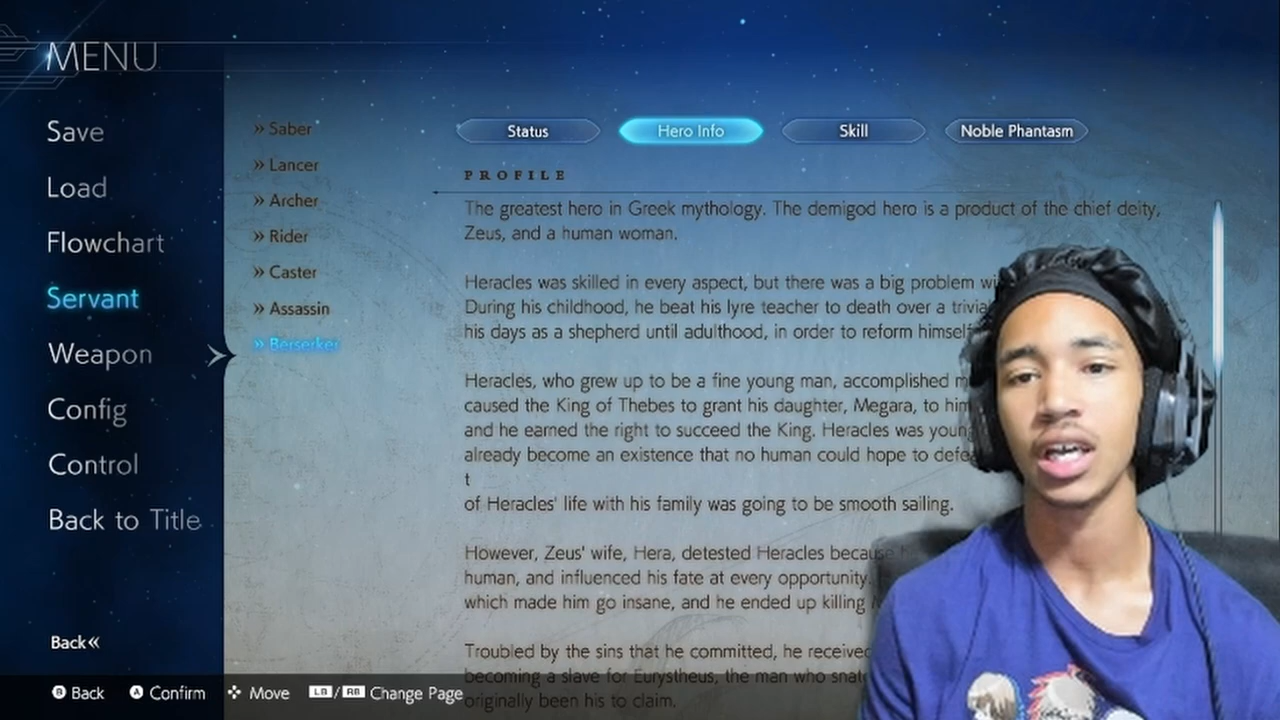 MENU
Save
Load
Flowchart
Servant
Weapon
Config
Control
Back to Title
Back«
» Saber
» Lancer
» Archer
» Rider
» Caster
» Assassin
» Berserker
Status
Hero Info
Skill
Noble Phantasm
PROFILE
The greatest hero in Greek mythology. The demigod hero is a product of the chief deity,
Zeus, and a human woman.
Heracles was skilled in every aspect, but there was a big problem
During his childhood, he beat his lyre teacher to death over a
his days as a shepherd until adulthood, in order to reform
Heracles, who grew up to be a fine young man, accomplished
caused the King of Thebes to grant his daughter, Megara, to him
and he earned the right to succeed the King. Heracles was
already become an existence that no human could hope to
t
of Heracles' life with his family was going to be smooth sailing.
However, Zeus' wife, Hera, detested Heracles
human, and influenced his fate at every opportunity.
which made him go insane, and he ended up killing
Troubled by the sins that he committed, he received
becoming a slave for Eurystheus, the man who
originally been his to claim.
B Back A Confirm Move LB/RB Change Page